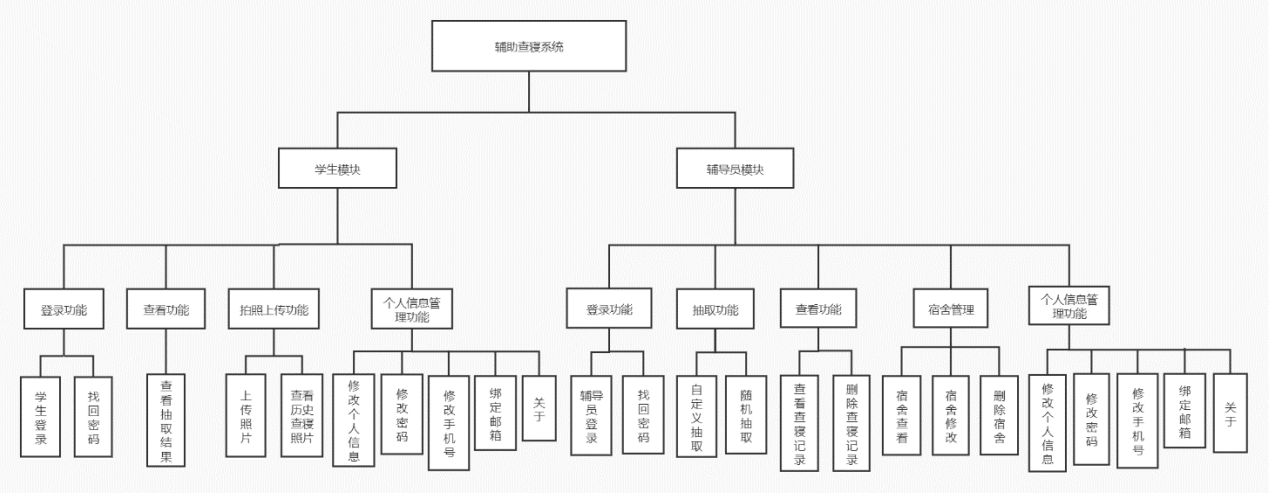 辅助查寝系统
学生模块
辅导员模块
登录功能
查看功能
拍照上传功能
个人信息管
理功能
登录功能
抽取功能
查看功能
宿舍管理
个人信息管
理功能
学生登录
找回密码
查看抽取结果
上传照片
查看
历史
查寝
照片
修改个人信息
修改密码
修改手机号
绑定邮箱
关于
辅导
员
登
录
找回密码
自定义抽取
随机抽取
查看查寝记录
删除查寝记录
宿舍查看
宿舍修改
删除宿舍
修改个人信息
修改密码
修改手机号
绑定邮箱
关于